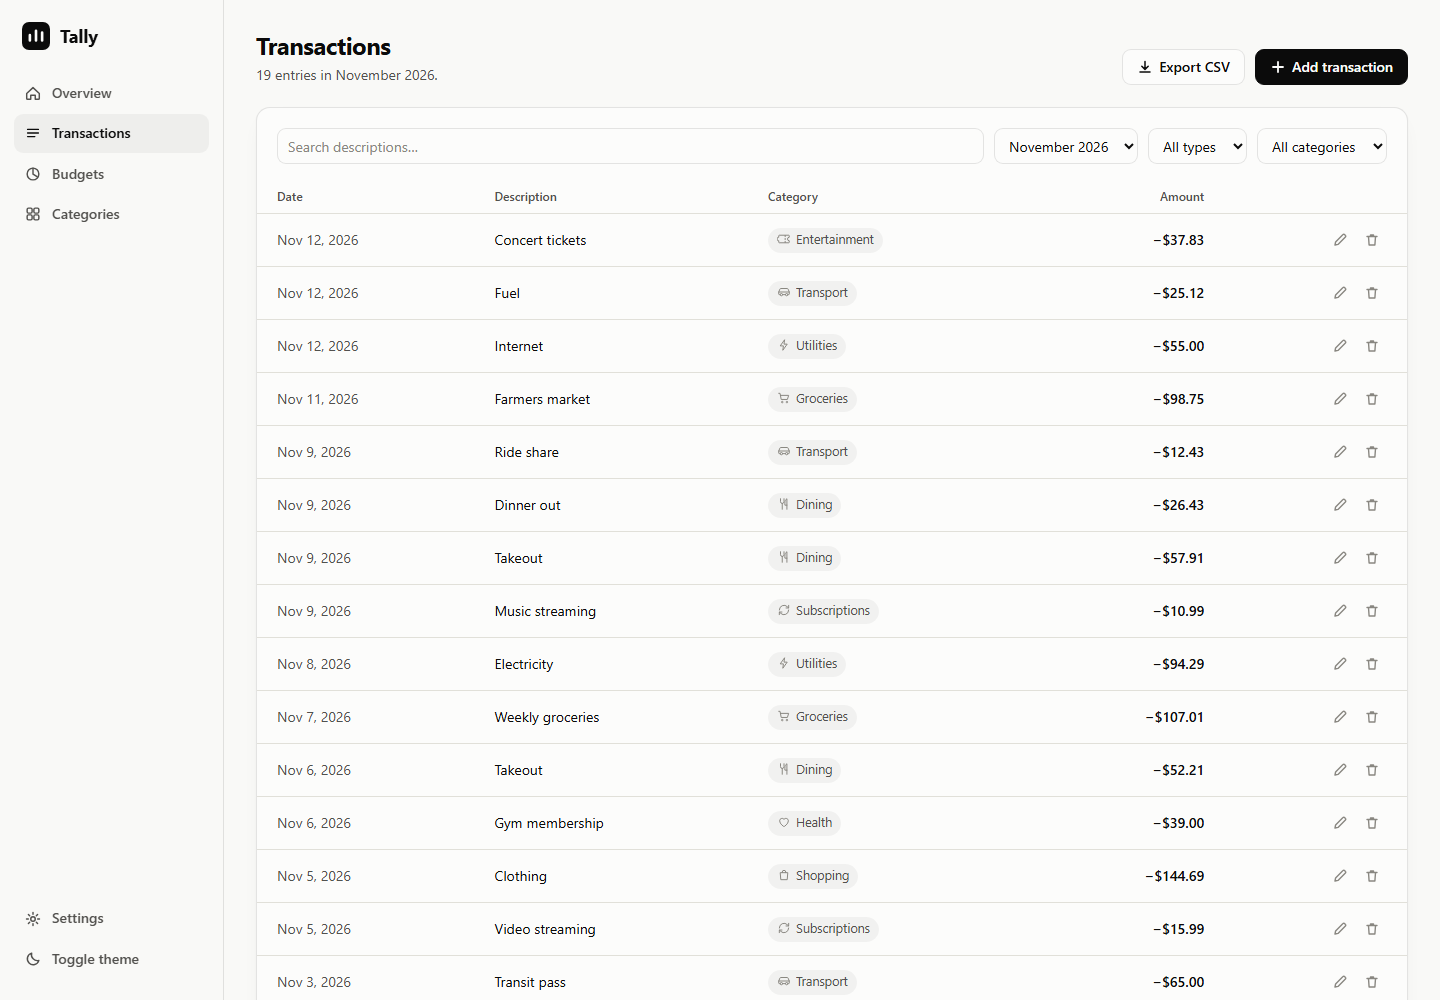 Tally
Overview
Transactions
Budgets
Categories
Settings
Toggle theme
Transactions
19 entries in November 2026.
Export CSV
Add transaction
Search descriptions...
November 2026
All types
All categories
Date Description Category Amount
Nov 12, 2026 Concert tickets Entertainment −$37.83
Nov 12, 2026 Fuel Transport −$25.12
Nov 12, 2026 Internet Utilities −$55.00
Nov 11, 2026 Farmers market Groceries −$98.75
Nov 9, 2026 Ride share Transport −$12.43
Nov 9, 2026 Dinner out Dining −$26.43
Nov 9, 2026 Takeout Dining −$57.91
Nov 9, 2026 Music streaming Subscriptions −$10.99
Nov 8, 2026 Electricity Utilities −$94.29
Nov 7, 2026 Weekly groceries Groceries −$107.01
Nov 6, 2026 Takeout Dining −$52.21
Nov 6, 2026 Gym membership Health −$39.00
Nov 5, 2026 Clothing Shopping −$144.69
Nov 5, 2026 Video streaming Subscriptions −$15.99
Nov 3, 2026 Transit pass Transport −$65.00